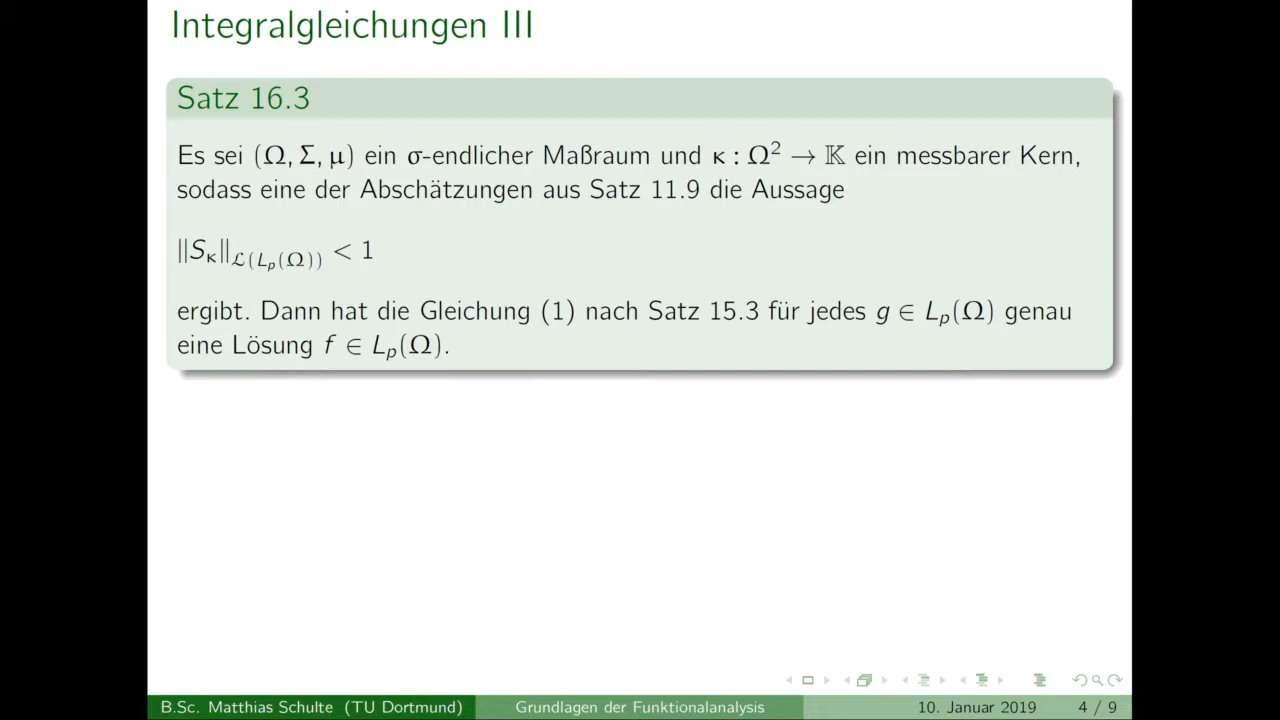 Integralgleichungen III
Satz 16.3
Es sei (Ω, Σ, μ) ein σ-endlicher Maßraum und κ : Ω² → 𝕂 ein messbarer Kern,
sodass eine der Abschätzungen aus Satz 11.9 die Aussage
‖S_κ‖_{ℒ(L_p(Ω))} < 1
ergibt. Dann hat die Gleichung (1) nach Satz 15.3 für jedes g ∈ L_p(Ω) genau
eine Lösung f ∈ L_p(Ω).
B.Sc. Matthias Schulte (TU Dortmund) Grundlagen der Funktionalanalysis 10. Januar 2019 4 / 9